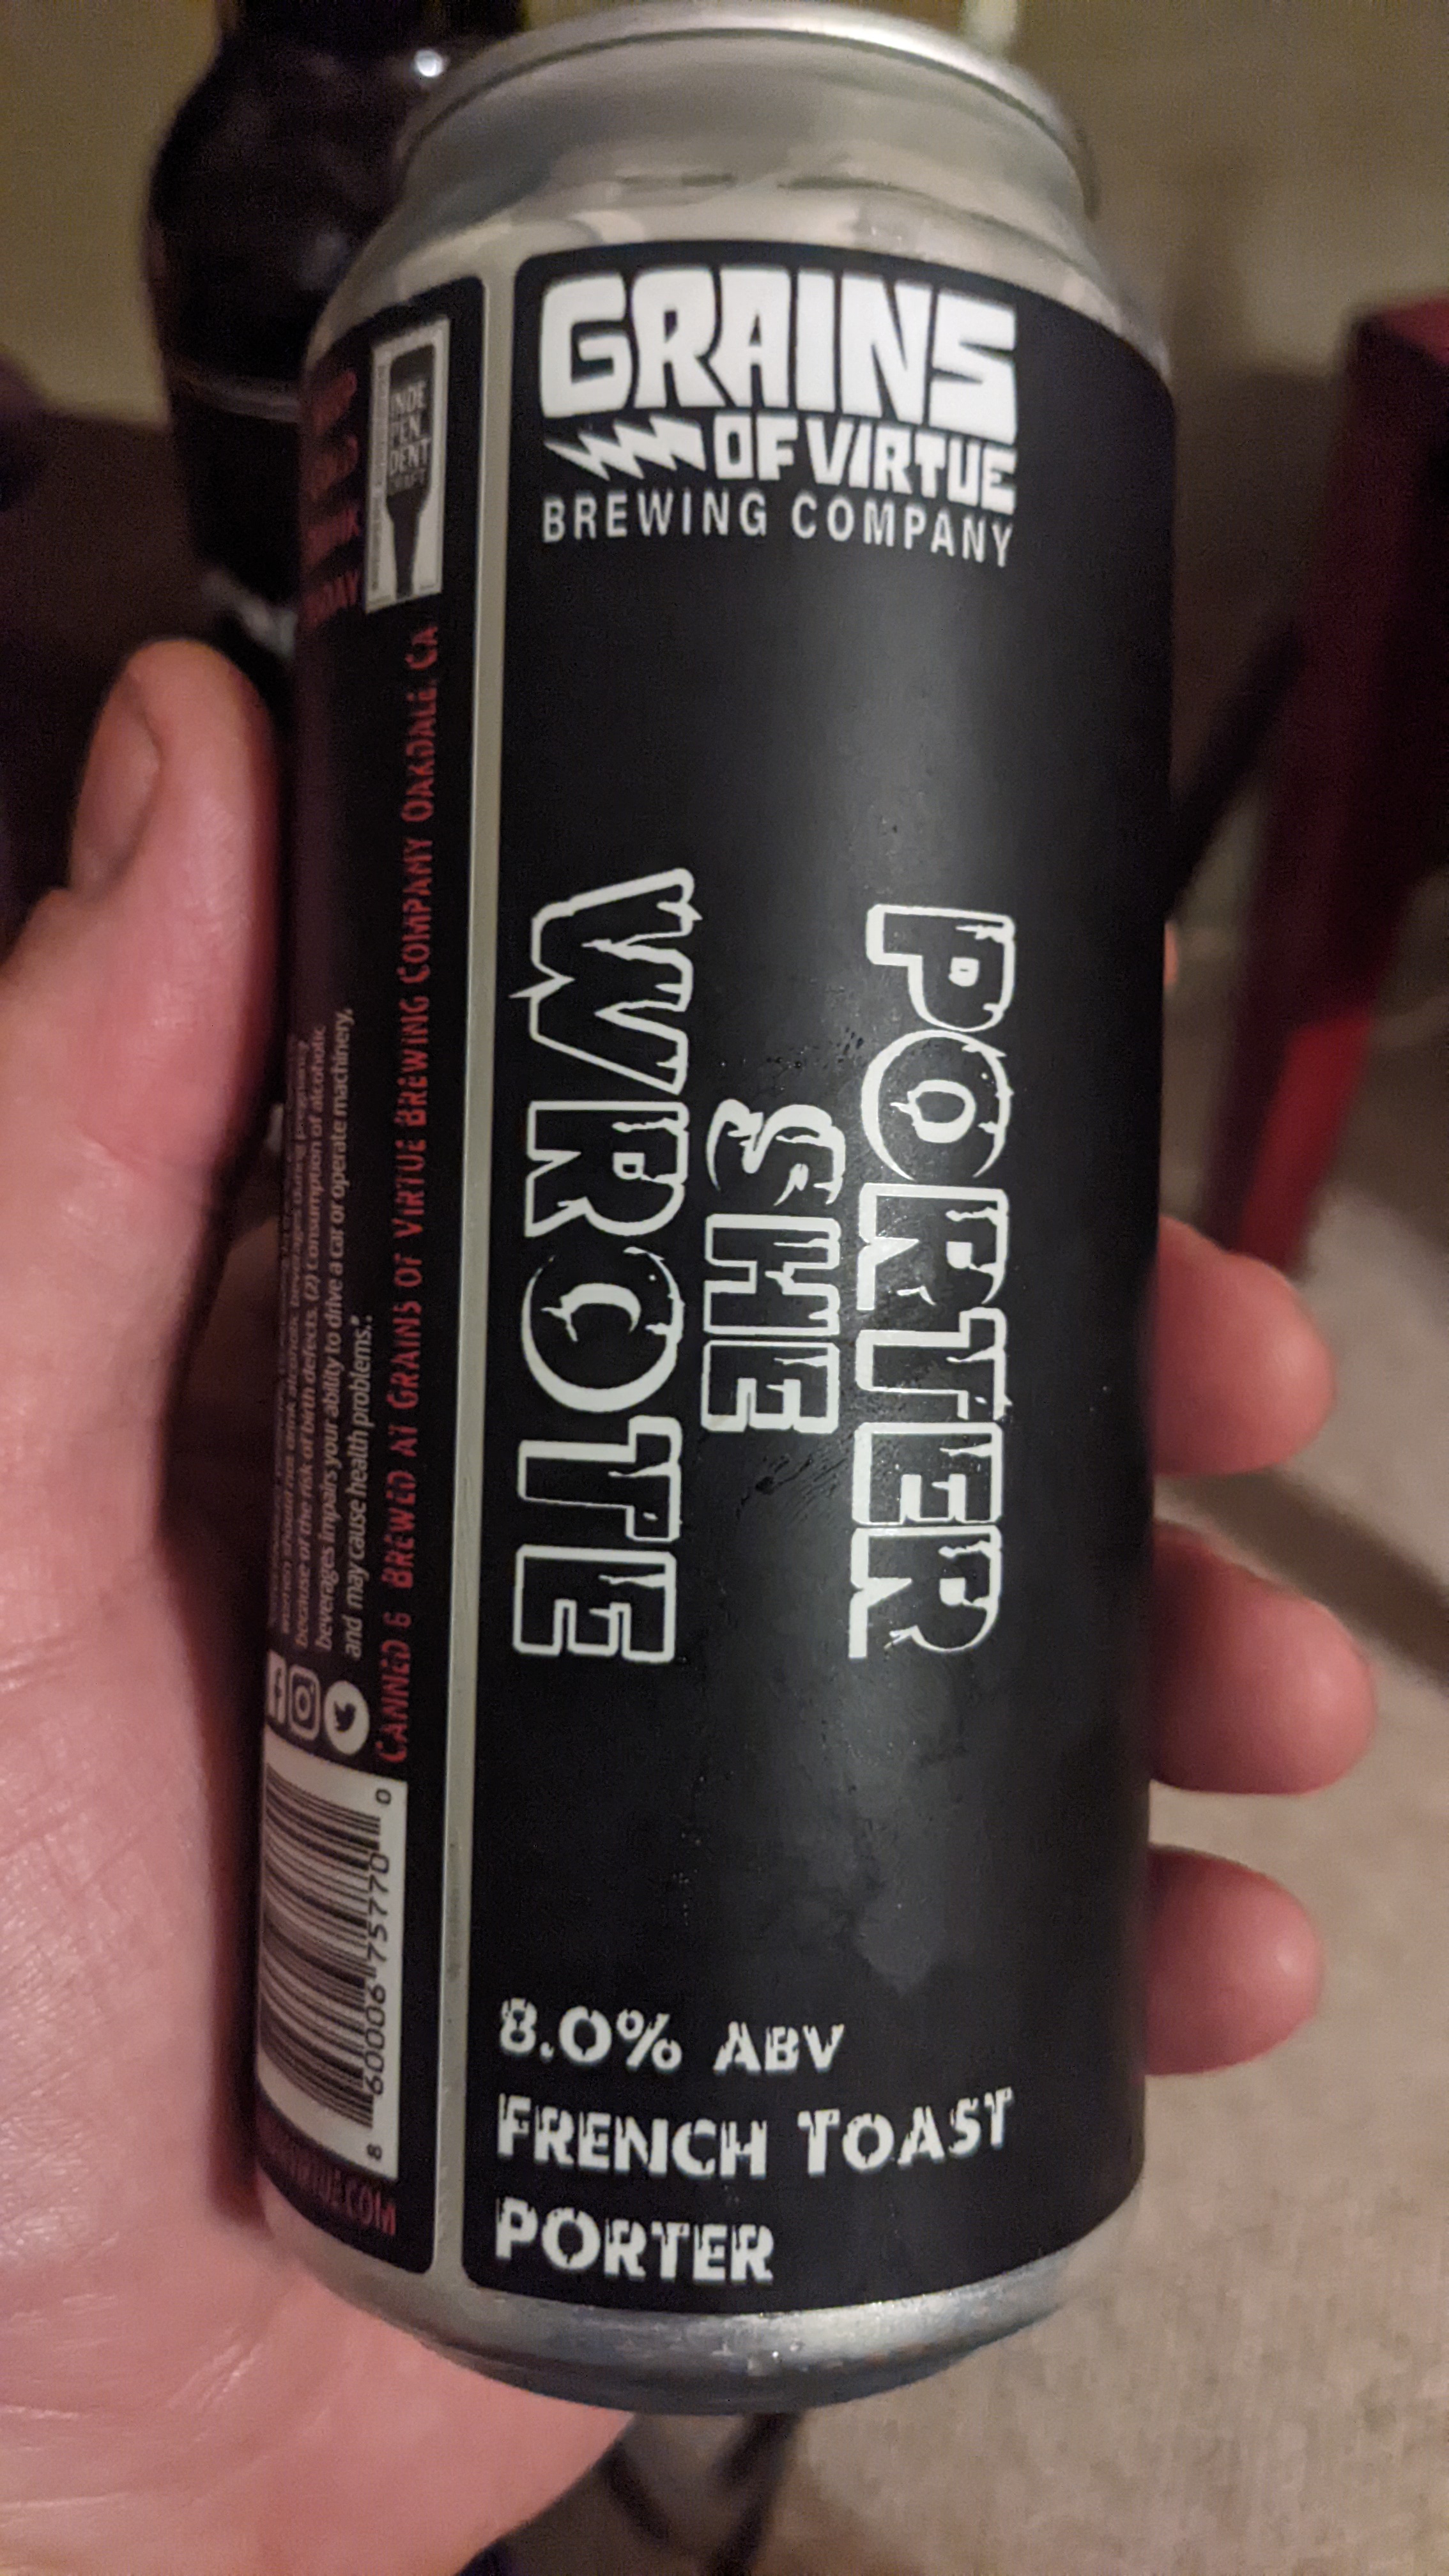 GRAINS
OF VIRTUE
BREWING COMPANY
PORTER
SHE
WROTE
8.0% ABV
FRENCH TOAST
PORTER
INDE
PEN
DENT
CRAFT
CANNED & BREWED AT GRAINS OF VIRTUE BREWING COMPANY OAKDALE, CA
because of the risk of birth defects. (2) Consumption of alcoholic
beverages impairs your ability to drive a car or operate machinery,
and may cause health problems.".
8 60006 75770 0